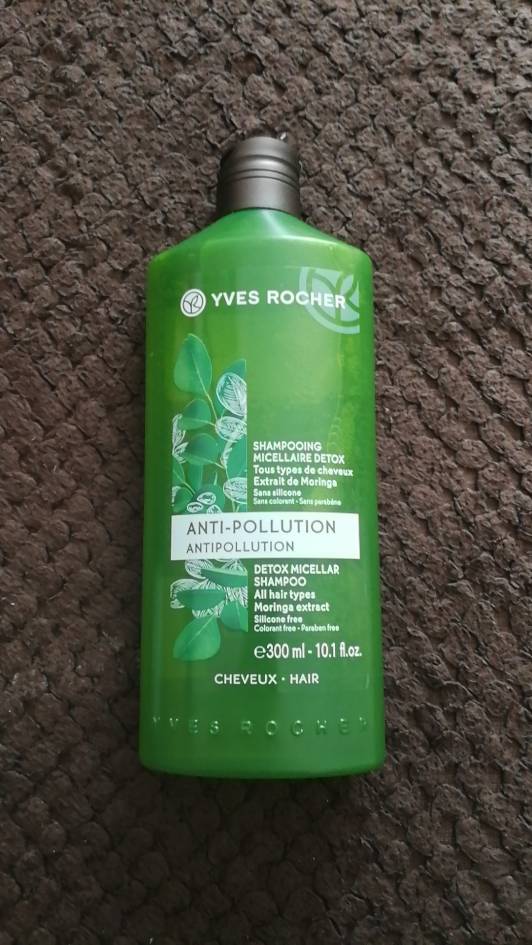 YVES ROCHER
SHAMPOOING
MICELLAIRE DETOX
Tous types de cheveux
Extrait de Moringa
Sans silicone
Sans colorant • Sans parabène
ANTI-POLLUTION
ANTIPOLLUTION
DETOX MICELLAR
SHAMPOO
All hair types
Moringa extract
Silicone free
Colorant free • Paraben free
℮300 ml - 10.1 fl.oz.
CHEVEUX • HAIR
YVES ROCHER